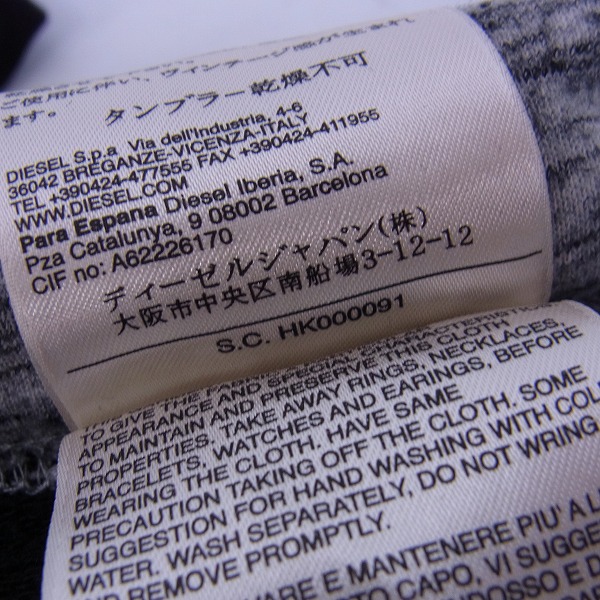 ご使用に伴い、ヴィンテージ感が生まれ
ます。 タンブラー乾燥不可
DIESEL S.p.a Via dell'Industria, 4-6
36042 BREGANZE-VICENZA-ITALY
TEL +390424-477555 FAX +390424-411955
WWW.DIESEL.COM
Para Espana Diesel Iberia, S.A.
Pza Catalunya, 9 08002 Barcelona
CIF no: A62226170
ディーゼルジャパン(株)
大阪市中央区南船場3-12-12
S.C. HK000091
TO GIVE THE AND SPECIAL CHARACTERISTIC
APPEARANCE AND PRESERVE THIS CLOTH
TO MAINTAIN. TAKE AWAY RINGS, NECKLACES,
PROPERLETS, WATCHES AND EARINGS, BEFORE
BRACELETS THE CLOTH. HAVE SAME
WEARING THE CLOTH. SOME
PRECAUTION TAKING OFF THE CLOTH. SOME
SUGGESTION FOR HAND WASHING WITH COL
WATER. WASH SEPARATELY, DO NOT WRING
ND REMOVE PROMPTLY.
ARE E MANTENERE PIU' A L
TO CAPO, VI SUGGE